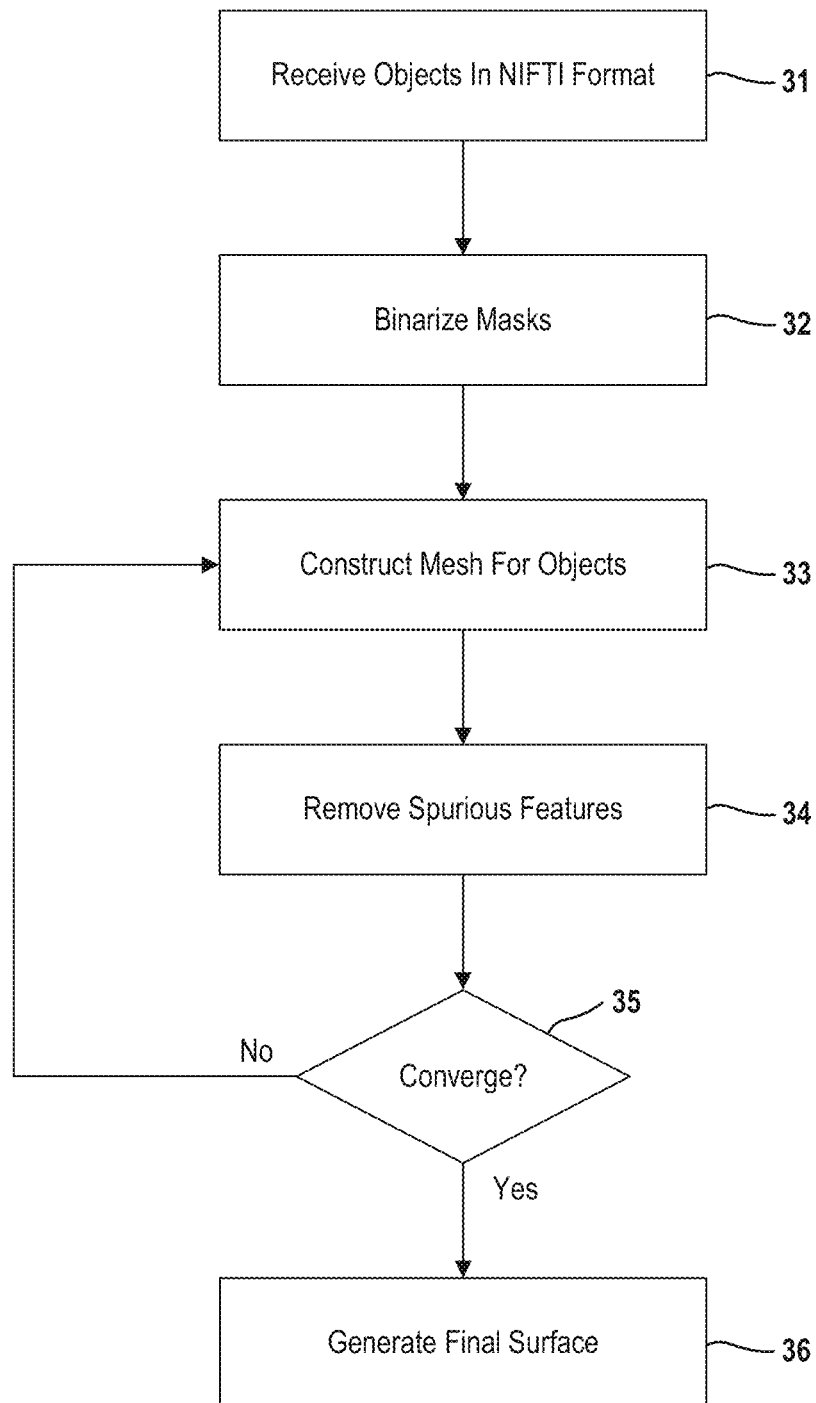 Receive Objects In NIFTI Format
31
Binarize Masks
32
Construct Mesh For Objects
33
Remove Spurious Features
34
35
No
Converge?
Yes
Generate Final Surface
36